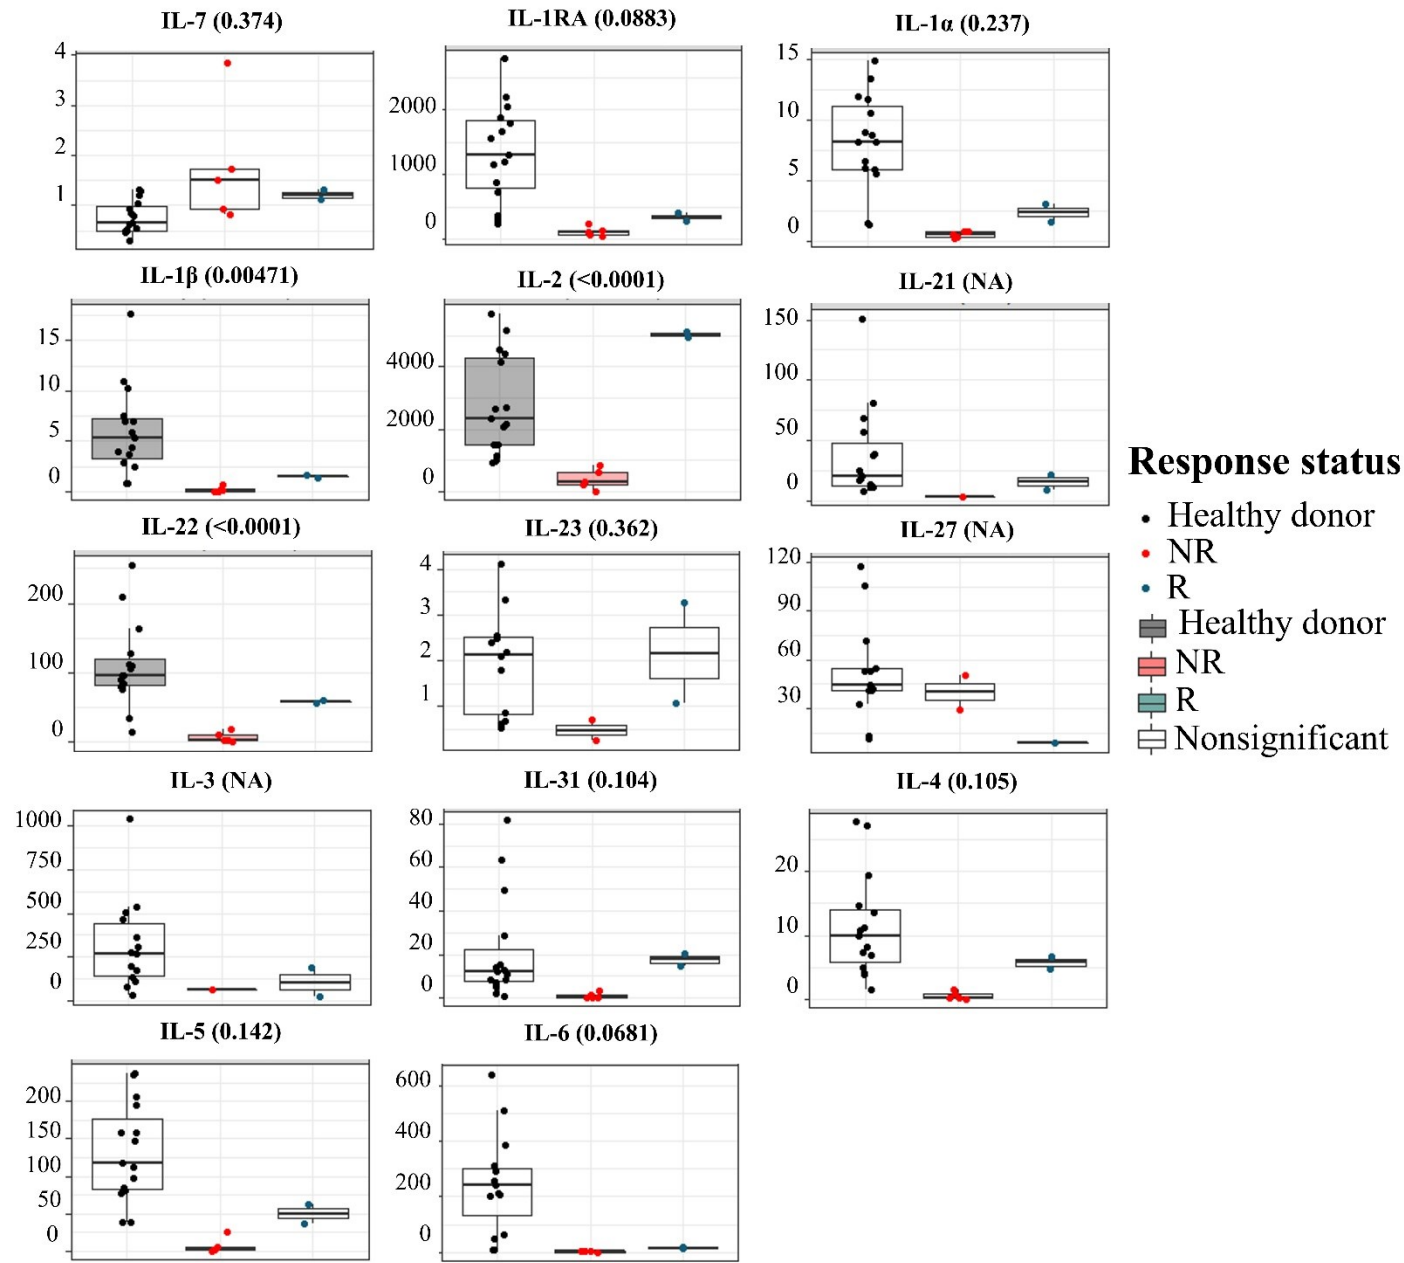 IL-7 (0.374)
4
3
2
1
IL-1RA (0.0883)
2000
1000
0
IL-1α (0.237)
15
10
5
0
IL-1β (0.00471)
15
10
5
0
IL-2 (<0.0001)
4000
2000
0
IL-21 (NA)
150
100
50
0
IL-22 (<0.0001)
200
100
0
IL-23 (0.362)
4
3
2
1
IL-27 (NA)
120
90
60
30
IL-3 (NA)
1000
750
500
250
0
IL-31 (0.104)
80
60
40
20
0
IL-4 (0.105)
20
10
0
IL-5 (0.142)
200
150
100
50
0
IL-6 (0.0681)
600
400
200
0
Response status
Healthy donor
NR
R
Healthy donor
NR
R
Nonsignificant